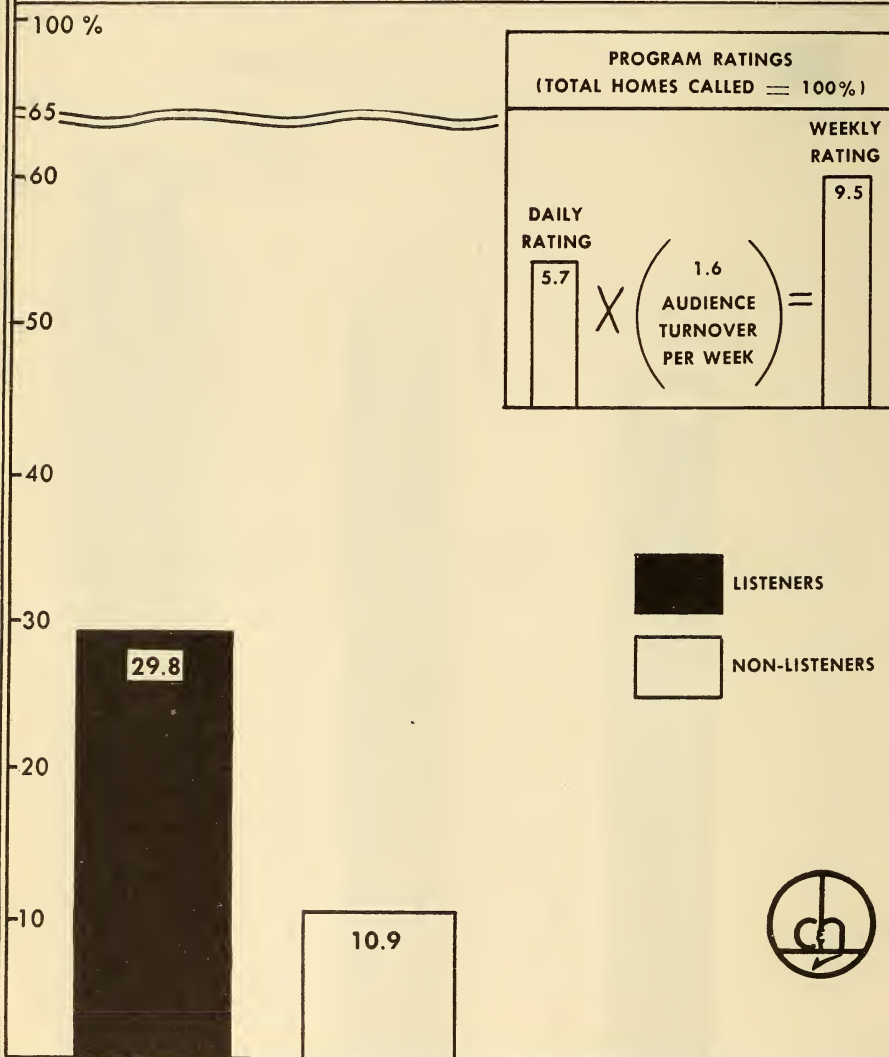 100 %
65
60
50
40
30
20
10
PROGRAM RATINGS
(TOTAL HOMES CALLED = 100%)
DAILY
RATING
5.7
X
1.6
AUDIENCE
TURNOVER
PER WEEK
=
WEEKLY
RATING
9.5
LISTENERS
NON-LISTENERS
29.8
10.9